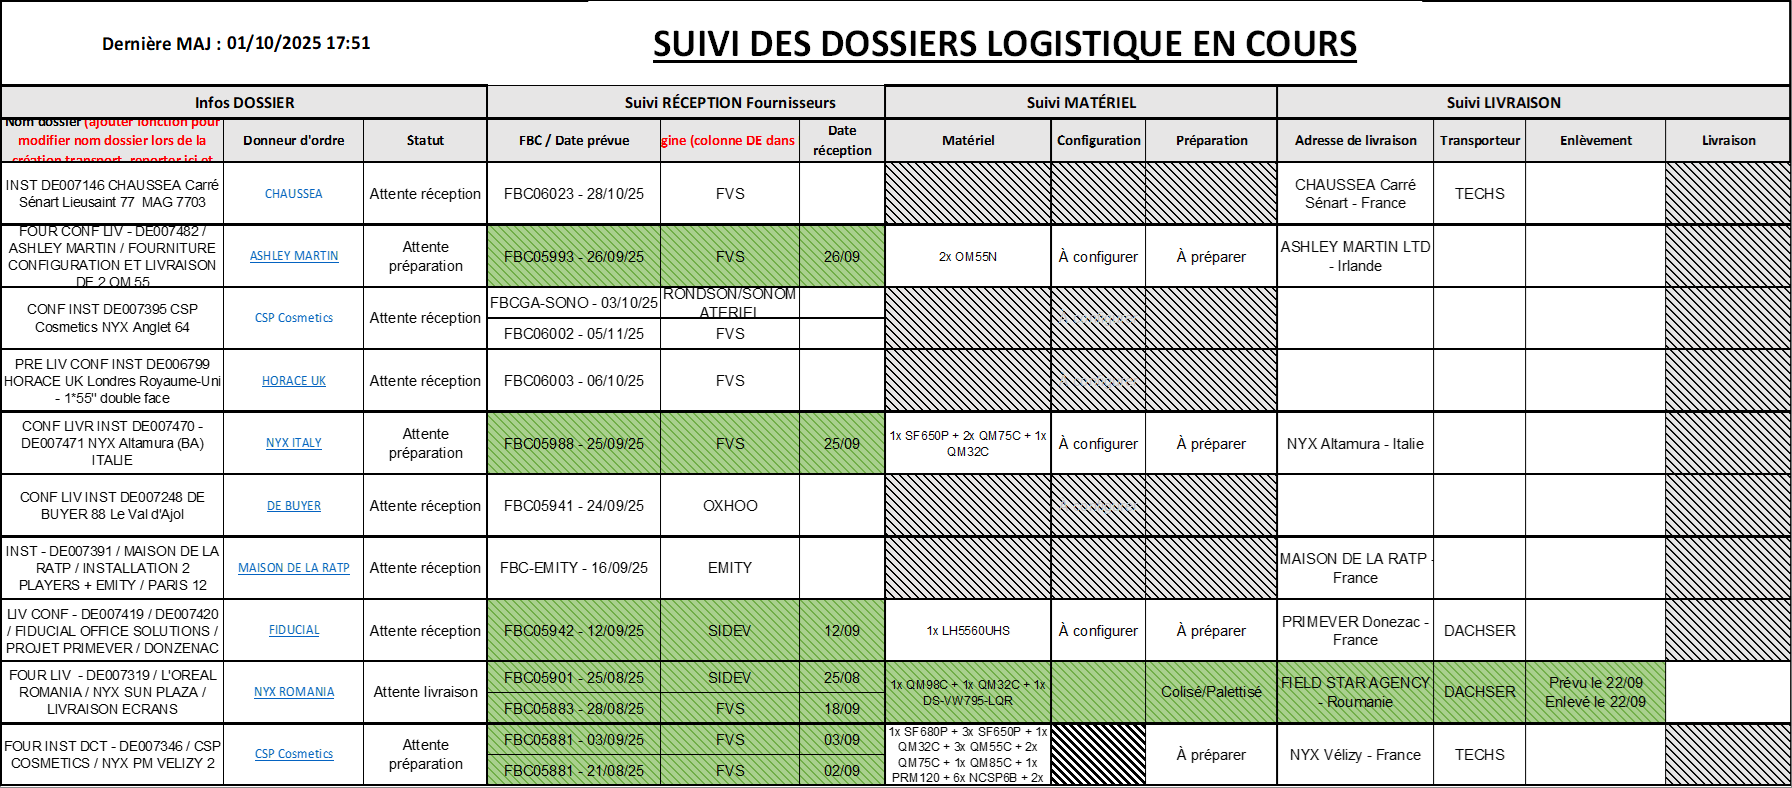 Dernière MAJ : 01/10/2025 17:51
SUIVI DES DOSSIERS LOGISTIQUE EN COURS
Infos DOSSIER
Suivi RÉCEPTION Fournisseurs
Suivi MATÉRIEL
Suivi LIVRAISON
Nom dossier (ajouter fonction pour
modifier nom dossier lors de la
création transport, reporter ici et
Donneur d'ordre
Statut
FBC / Date prévue
gine (colonne DE dans
Date
réception
Matériel
Configuration
Préparation
Adresse de livraison
Transporteur
Enlèvement
Livraison
INST DE007146 CHAUSSEA Carré
Sénart Lieusaint 77 MAG 7703
CHAUSSEA
Attente réception
FBC06023 - 28/10/25
FVS
CHAUSSEA Carré
Sénart - France
TECHS
FOUR CONF LIV - DE007482 /
ASHLEY MARTIN / FOURNITURE
CONFIGURATION ET LIVRAISON
DE 2 OM 55
ASHLEY MARTIN
Attente
préparation
FBC05993 - 26/09/25
FVS
26/09
2x OM55N
À configurer
À préparer
ASHLEY MARTIN LTD
- Irlande
CONF INST DE007395 CSP
Cosmetics NYX Anglet 64
CSP Cosmetics
Attente réception
FBCGA-SONO - 03/10/25
RONDSON/SONOM
ATERIEL
FBC06002 - 05/11/25
FVS
À configurer
PRE LIV CONF INST DE006799
HORACE UK Londres Royaume-Uni
- 1*55" double face
HORACE UK
Attente réception
FBC06003 - 06/10/25
FVS
À configurer
CONF LIVR INST DE007470 -
DE007471 NYX Altamura (BA)
ITALIE
NYX ITALY
Attente
préparation
FBC05988 - 25/09/25
FVS
25/09
1x SF650P + 2x QM75C + 1x
QM32C
À configurer
À préparer
NYX Altamura - Italie
CONF LIV INST DE007248 DE
BUYER 88 Le Val d'Ajol
DE BUYER
Attente réception
FBC05941 - 24/09/25
OXHOO
À configurer
INST - DE007391 / MAISON DE LA
RATP / INSTALLATION 2
PLAYERS + EMITY / PARIS 12
MAISON DE LA RATP
Attente réception
FBC-EMITY - 16/09/25
EMITY
MAISON DE LA RATP -
France
LIV CONF - DE007419 / DE007420
/ FIDUCIAL OFFICE SOLUTIONS /
PROJET PRIMEVER / DONZENAC
FIDUCIAL
Attente réception
FBC05942 - 12/09/25
SIDEV
12/09
1x LH5560UHS
À configurer
À préparer
PRIMEVER Donezac -
France
DACHSER
FOUR LIV - DE007319 / L'OREAL
ROMANIA / NYX SUN PLAZA /
LIVRAISON ECRANS
NYX ROMANIA
Attente livraison
FBC05901 - 25/08/25
SIDEV
25/08
FBC05883 - 28/08/25
FVS
18/09
1x QM98C + 1x QM32C + 1x
DS-VW795-LQR
Colisé/Palettisé
FIELD STAR AGENCY
- Roumanie
DACHSER
Prévu le 22/09
Enlevé le 22/09
FOUR INST DCT - DE007346 / CSP
COSMETICS / NYX PM VELIZY 2
CSP Cosmetics
Attente
préparation
FBC05881 - 03/09/25
FVS
03/09
FBC05881 - 21/08/25
FVS
02/09
1x SF680P + 3x SF650P + 1x
QM32C + 3x QM55C + 2x
QM75C + 1x QM85C + 1x
PRM120 + 6x NCSP6B + 2x
À préparer
NYX Vélizy - France
TECHS